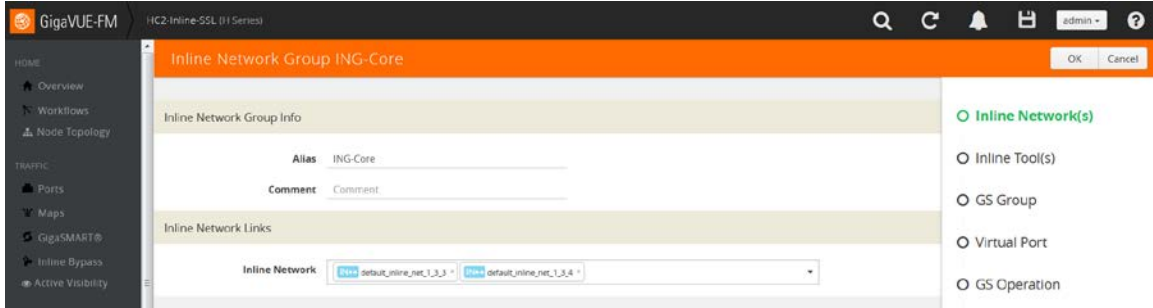 GigaVUE-FM HC2-Inline-SSL (H Series) admin
HOME
Overview
Workflows
Node Topology
TRAFFIC
Ports
Maps
GigaSMART®
Inline Bypass
Active Visibility
Inline Network Group ING-Core OK Cancel
Inline Network Group Info
Alias ING-Core
Comment Comment
Inline Network Links
Inline Network default_inline_net_1_3_3 × default_inline_net_1_3_4 ×
Inline Network(s)
Inline Tool(s)
GS Group
Virtual Port
GS Operation